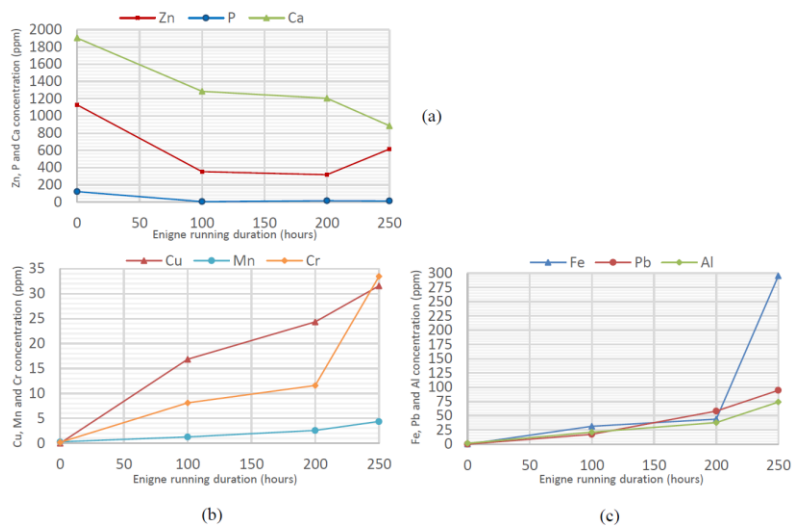 Zn P Ca
Zn, P and Ca concentration (ppm)
2000
1800
1600
1400
1200
1000
800
600
400
200
0
0 50 100 150 200 250
Enigne running duration (hours)
(a)
Cu Mn Cr
Cu, Mn and Cr concentration (ppm)
35
30
25
20
15
10
5
0
0 50 100 150 200 250
Enigne running duration (hours)
(b)
Fe Pb Al
Fe, Pb and Al concentration (ppm)
300
275
250
225
200
175
150
125
100
75
50
25
0
0 50 100 150 200 250
Enigne running duration (hours)
(c)